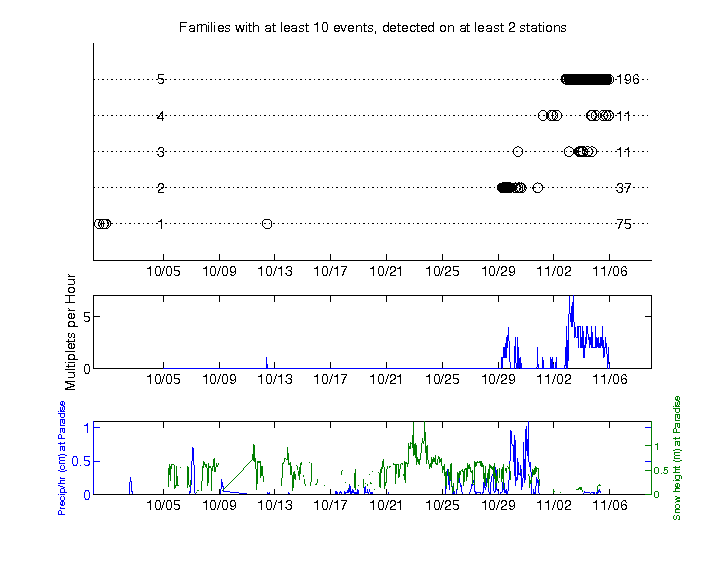 Families with at least 10 events, detected on at least 2 stations
5 196
4 11
3 11
2 37
1 75
10/05 10/09 10/13 10/17 10/21 10/25 10/29 11/02 11/06
Multiplets per Hour
5
0
10/05 10/09 10/13 10/17 10/21 10/25 10/29 11/02 11/06
Precip/hr (cm) at Paradise
1
0.5
0
Snow height (m) at Paradise
1
0.5
0
10/05 10/09 10/13 10/17 10/21 10/25 10/29 11/02 11/06